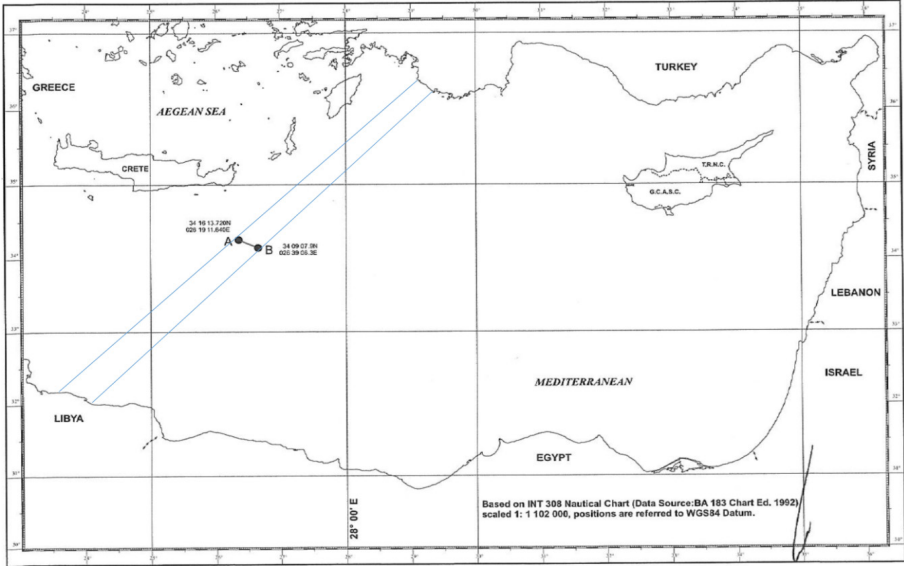 TURKEY
GREECE
AEGEAN SEA
CRETE
T.R.N.C.
G.C.A.S.C.
SYRIA
34 16 13.720N
026 19 11.640E
A
B
34 09 07.9N
026 39 06.3E
LEBANON
MEDITERRANEAN
ISRAEL
LIBYA
EGYPT
28° 00' E
Based on INT 308 Nautical Chart (Data Source:BA 183 Chart Ed. 1992)
scaled 1: 1 102 000, positions are referred to WGS84 Datum.